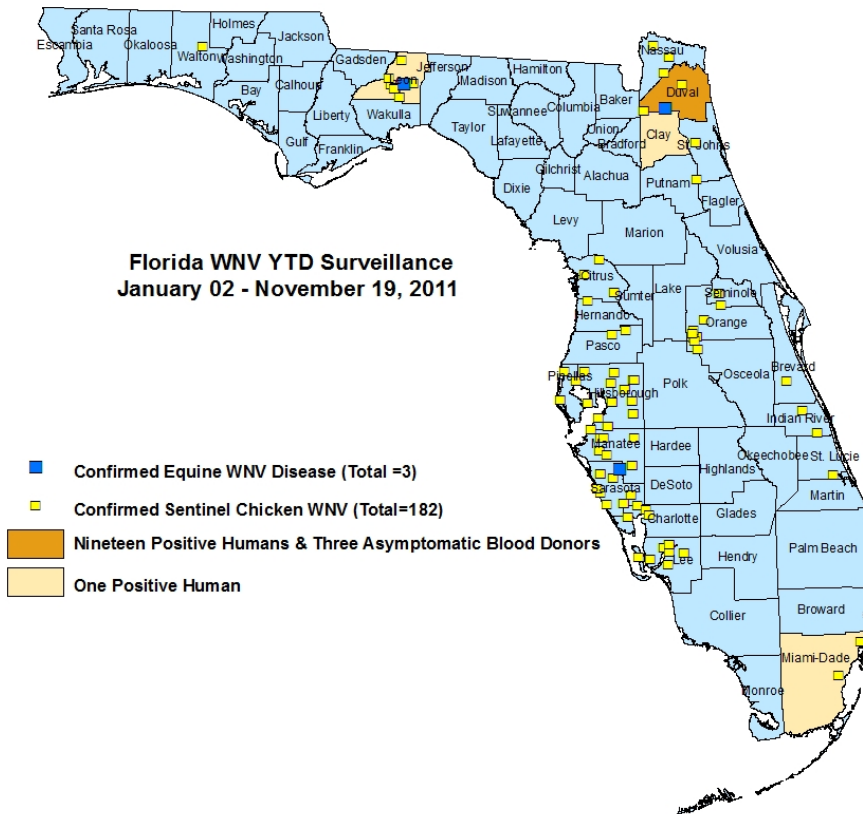 Holmes
Santa Rosa
Escambia
Okaloosa
Walton
Washington
Jackson
Gadsden
Jefferson
Leon
Madison
Hamilton
Nassau
Bay
Calhoun
Liberty
Wakulla
Taylor
Suwannee
Columbia
Baker
Duval
Gulf
Franklin
Lafayette
Union
Bradford
Clay
St. Johns
Dixie
Gilchrist
Alachua
Putnam
Flagler
Levy
Marion
Volusia
Florida WNV YTD Surveillance
January 02 - November 19, 2011
Citrus
Sumter
Lake
Seminole
Hernando
Orange
Pasco
Brevard
Pinellas
Hillsborough
Polk
Osceola
Indian River
Manatee
Hardee
Highlands
Okeechobee
St. Lucie
Sarasota
DeSoto
Martin
Charlotte
Glades
Lee
Hendry
Palm Beach
Collier
Broward
Monroe
Miami-Dade
Confirmed Equine WNV Disease (Total =3)
Confirmed Sentinel Chicken WNV (Total=182)
Nineteen Positive Humans & Three Asymptomatic Blood Donors
One Positive Human